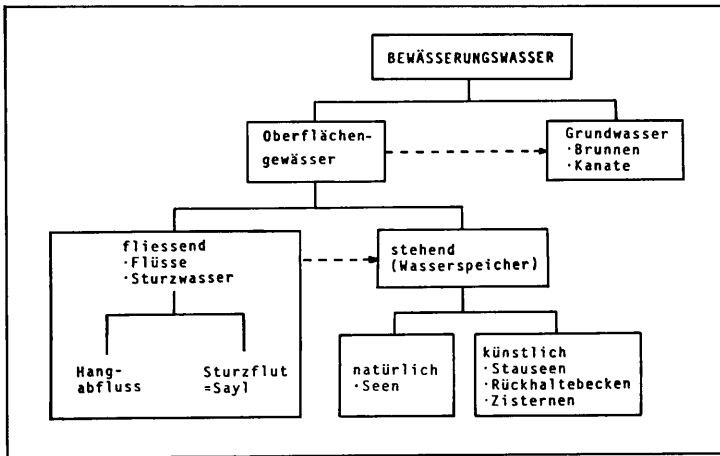 BEWÄSSERUNGSWASSER
Oberflächen-
gewässer
Grundwasser
·Brunnen
·Kanate
fliessend
·Flüsse
·Sturzwasser
stehend
(Wasserspeicher)
Hang-
abfluss
Sturzflut
=Sayl
natürlich
·Seen
künstlich
·Stauseen
·Rückhaltebecken
·Zisternen